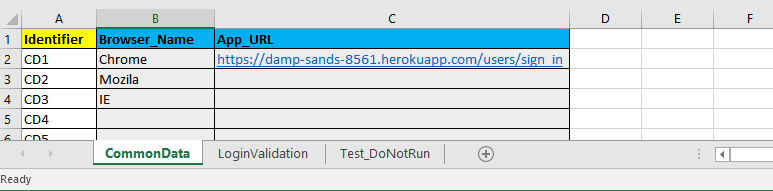 A B C D E F
1 Identifier Browser_Name App_URL
2 CD1 Chrome https://damp-sands-8561.herokuapp.com/users/sign_in
3 CD2 Mozila
4 CD3 IE
5 CD4
6 CD5
CommonData LoginValidation Test_DoNotRun
Ready